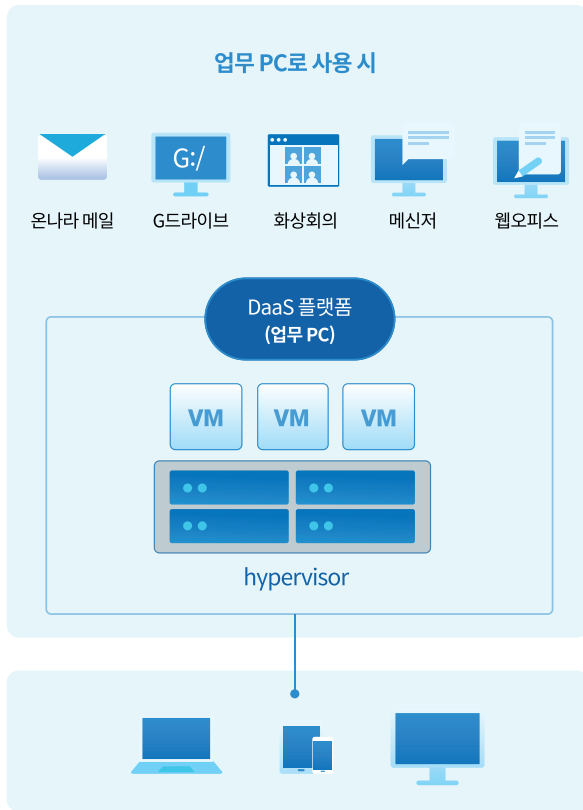 업무 PC로 사용 시
G:/
온나라 메일
G드라이브
화상회의
메신저
웹오피스
DaaS 플랫폼
(업무 PC)
VM
VM
VM
hypervisor